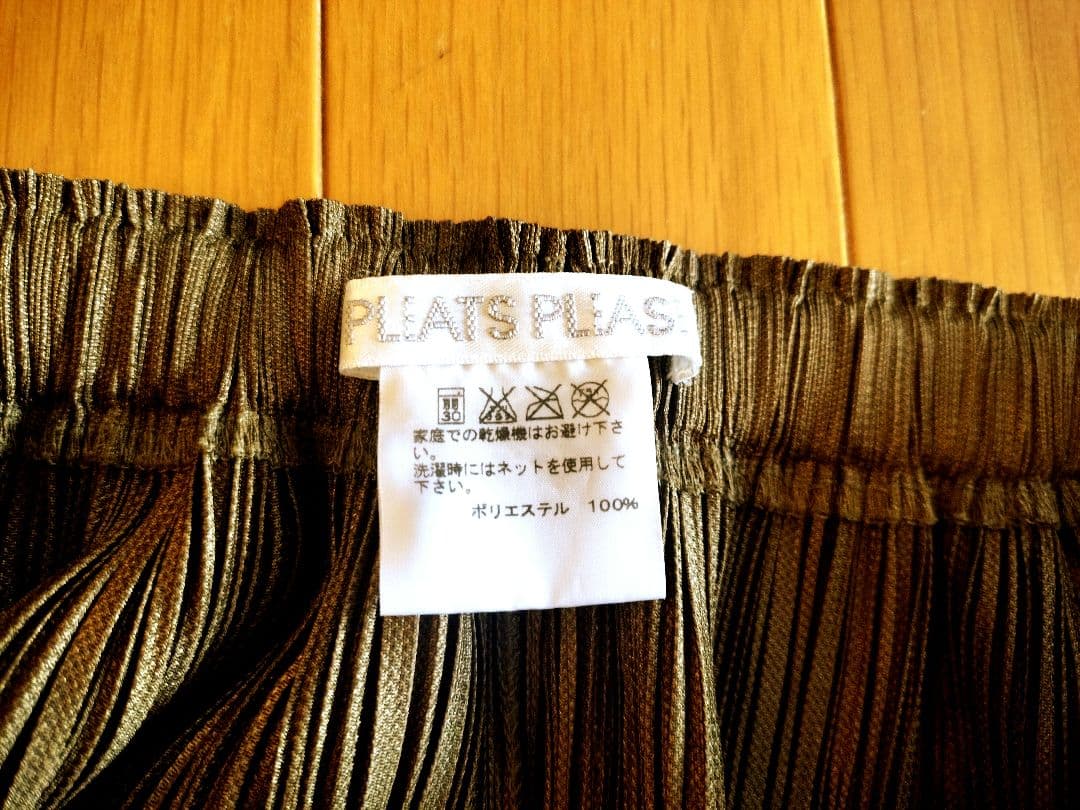 PLEATS PLEASE
弱
30
家庭での乾燥機はお避け下さ
い。
洗濯時にはネットを使用して
下さい。
ポリエステル 100%